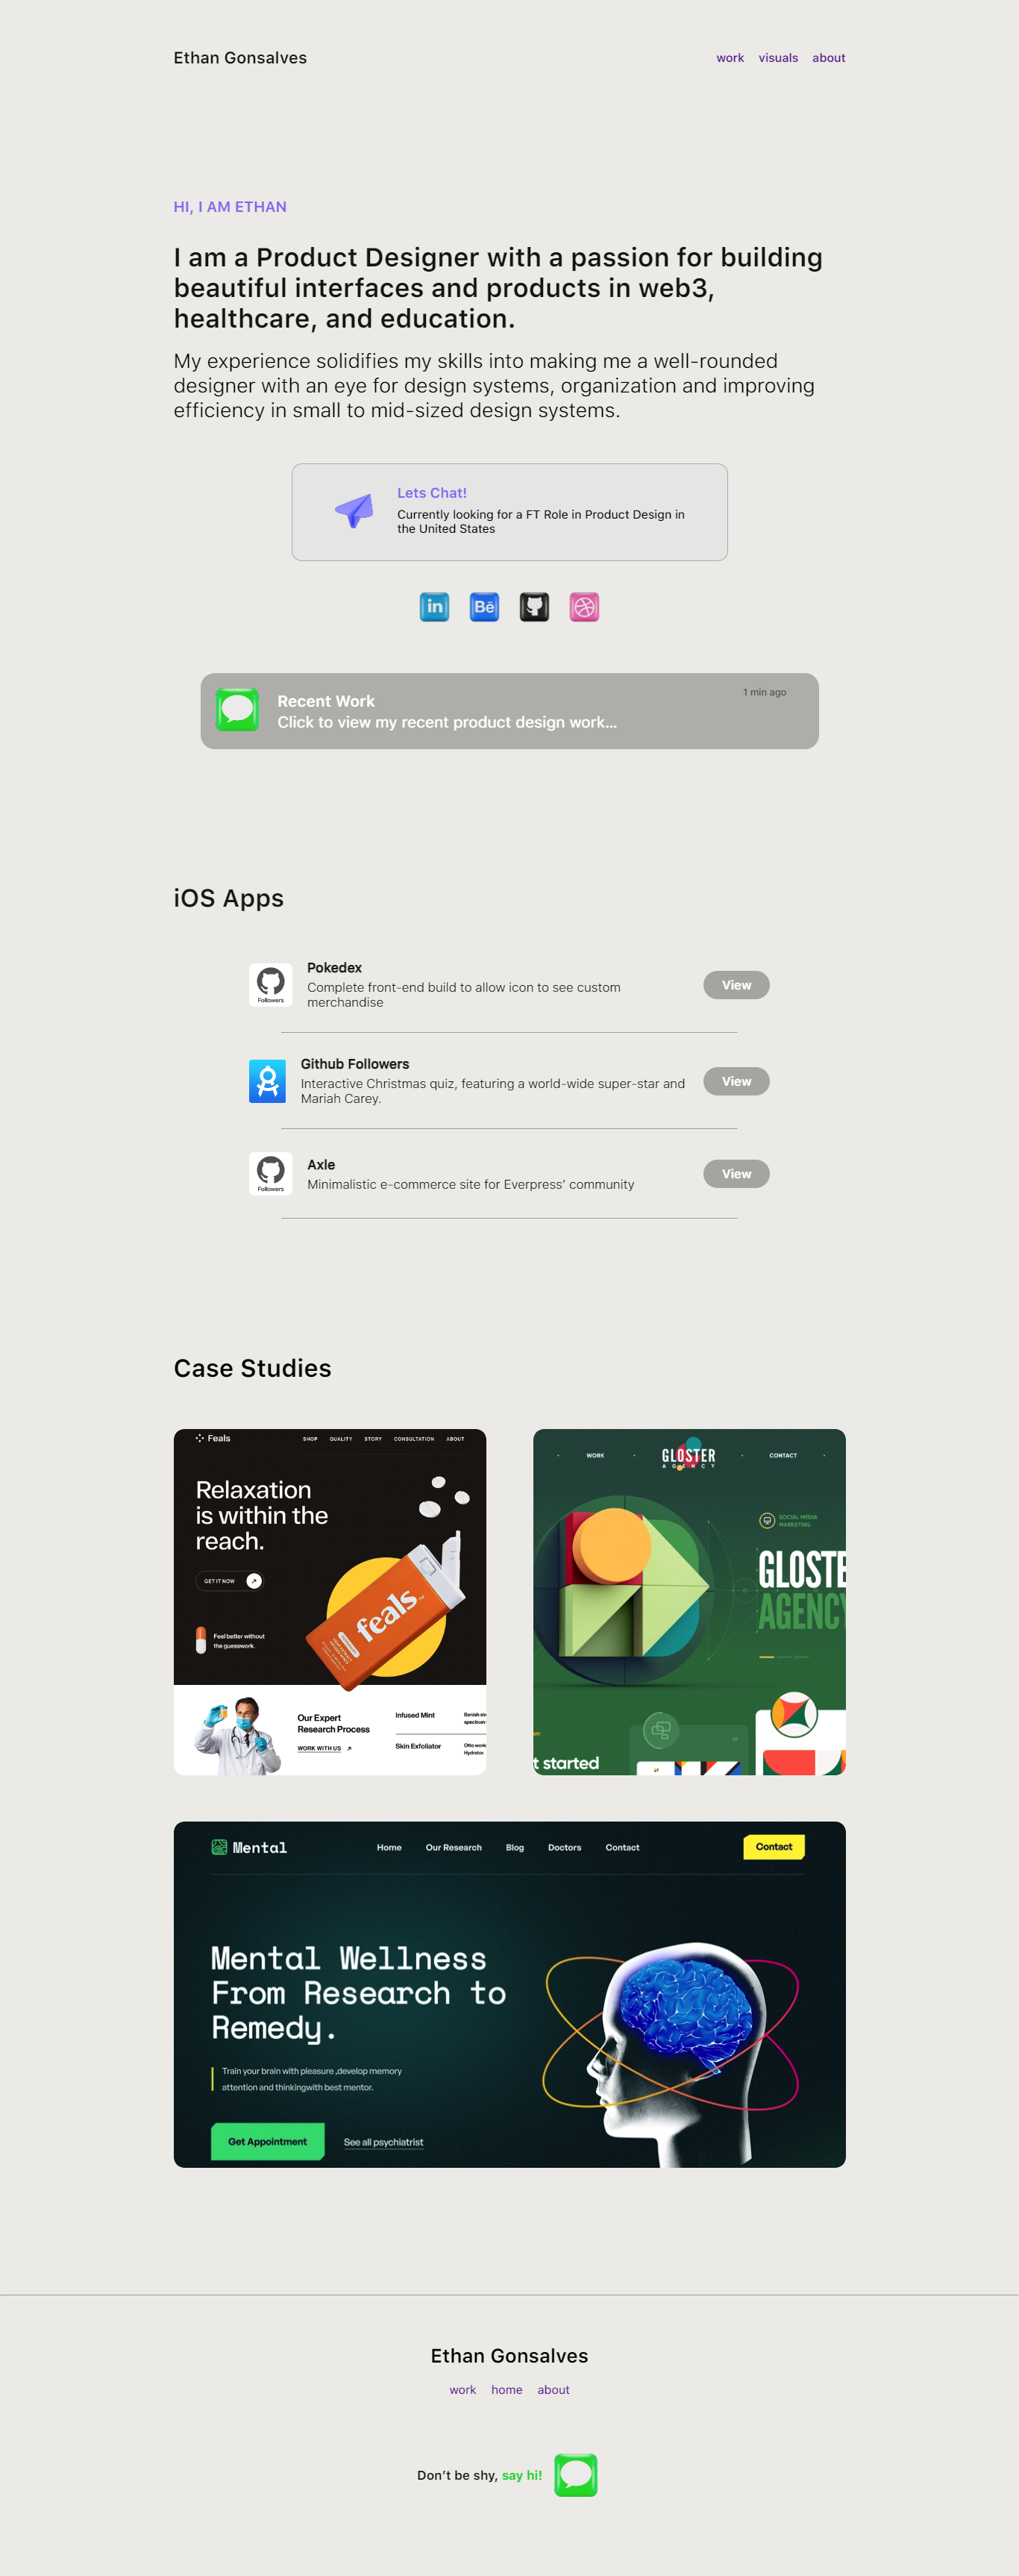 Ethan Gonsalves
work visuals about
HI, I AM ETHAN
I am a Product Designer with a passion for building
beautiful interfaces and products in web3,
healthcare, and education.
My experience solidifies my skills into making me a well-rounded
designer with an eye for design systems, organization and improving
efficiency in small to mid-sized design systems.
Lets Chat!
Currently looking for a FT Role in Product Design in
the United States
in
Bē
Recent Work
1 min ago
Click to view my recent product design work...
iOS Apps
Pokedex
Complete front-end build to allow icon to see custom
merchandise
Followers
View
Github Followers
Interactive Christmas quiz, featuring a world-wide super-star and
Mariah Carey.
View
Axle
Minimalistic e-commerce site for Everpress’ community
Followers
View
Case Studies
Feals
SHOP QUALITY STORY CONSULTATION ABOUT
Relaxation
is within the
reach.
GET IT NOW
feals
Feel better without
the guesswork.
Our Expert
Research Process
WORK WITH US
Infused Mint
Skin Exfoliator
WORK
GLOSTER
AGENCY
CONTACT
SOCIAL MEDIA
MARKETING
GLOSTE
AGENCY
t started
Mental
Home Our Research Blog Doctors Contact
Contact
Mental Wellness
From Research to
Remedy.
Train your brain with pleasure ,develop memory
attention and thinkingwith best mentor.
Get Appointment
See all psychiatrist
Ethan Gonsalves
work home about
Don’t be shy, say hi!